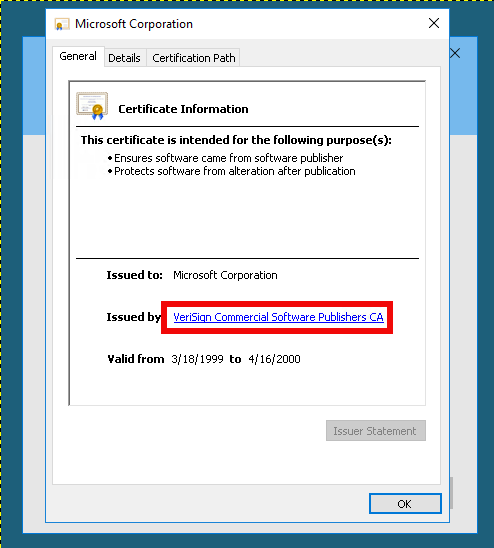 Microsoft Corporation
General Details Certification Path
Certificate Information
This certificate is intended for the following purpose(s):
• Ensures software came from software publisher
• Protects software from alteration after publication
Issued to: Microsoft Corporation
Issued by VeriSign Commercial Software Publishers CA
Valid from 3/18/1999 to 4/16/2000
Issuer Statement
OK